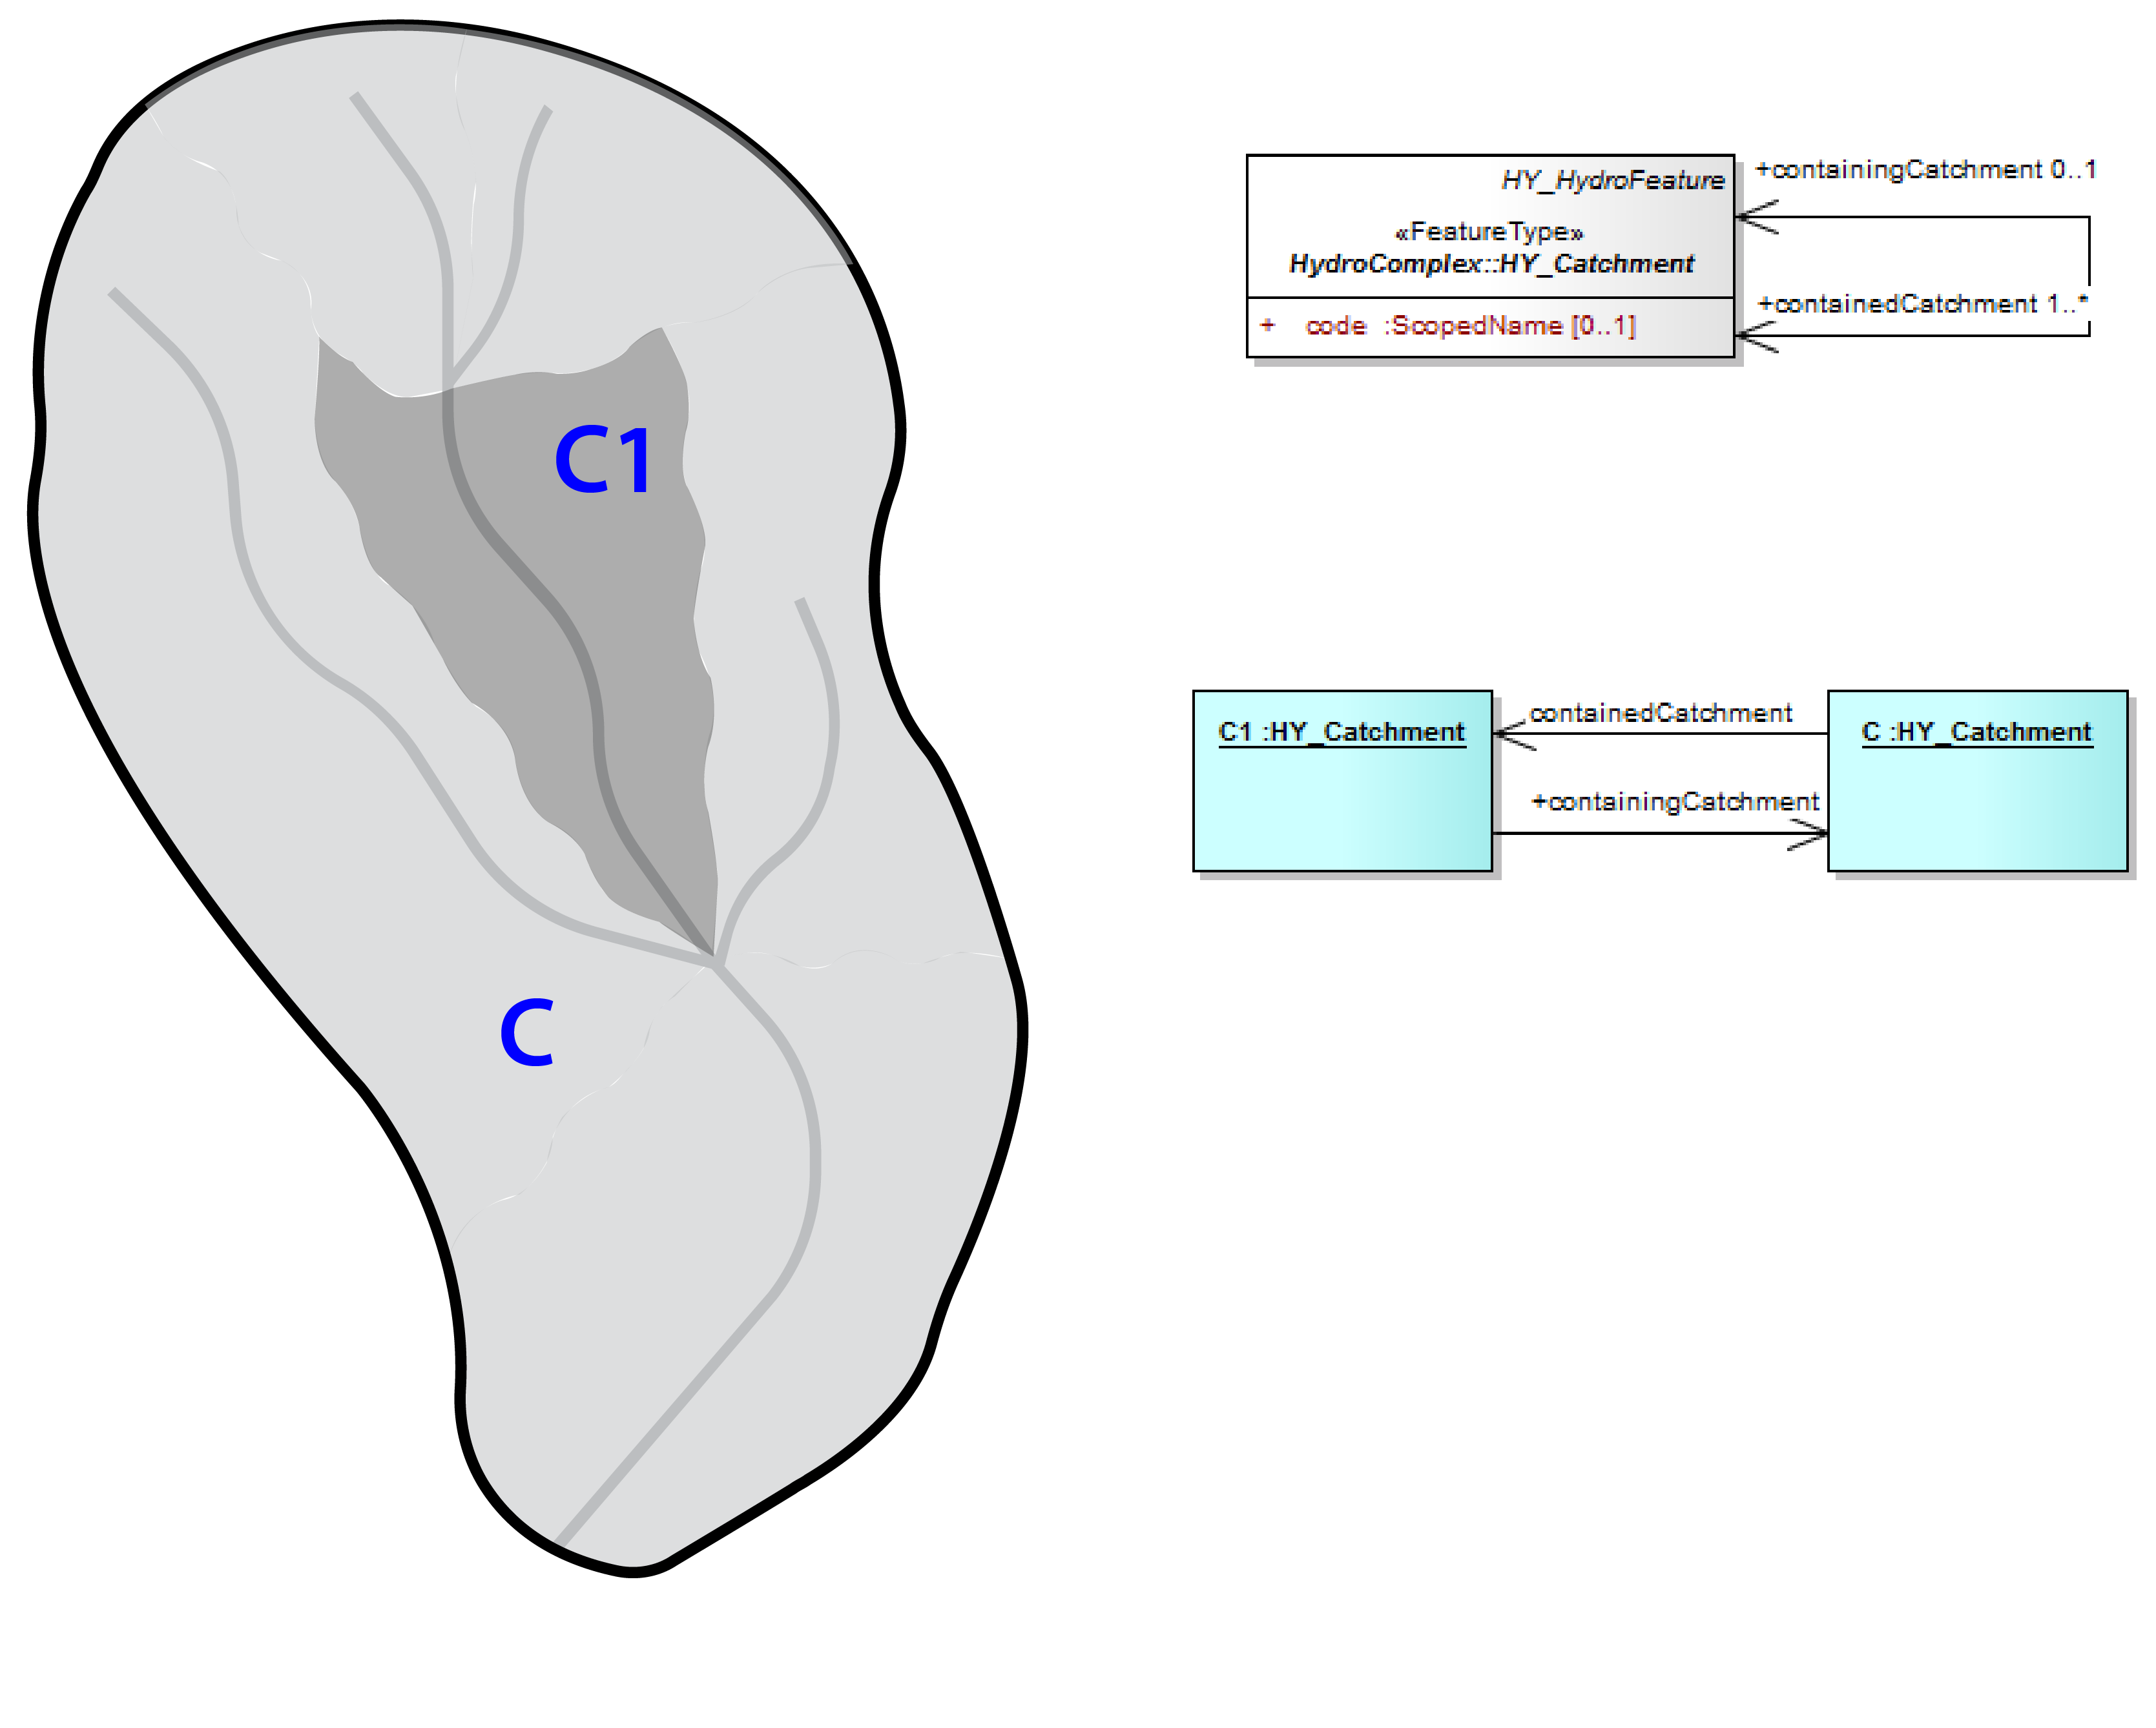 C1
C
HY_HydroFeature
«FeatureType»
HydroComplex::HY_Catchment
+ code :ScopedName [0..1]
+containingCatchment 0..1
+containedCatchment 1..*
C1 :HY_Catchment
containedCatchment
+containingCatchment
C :HY_Catchment